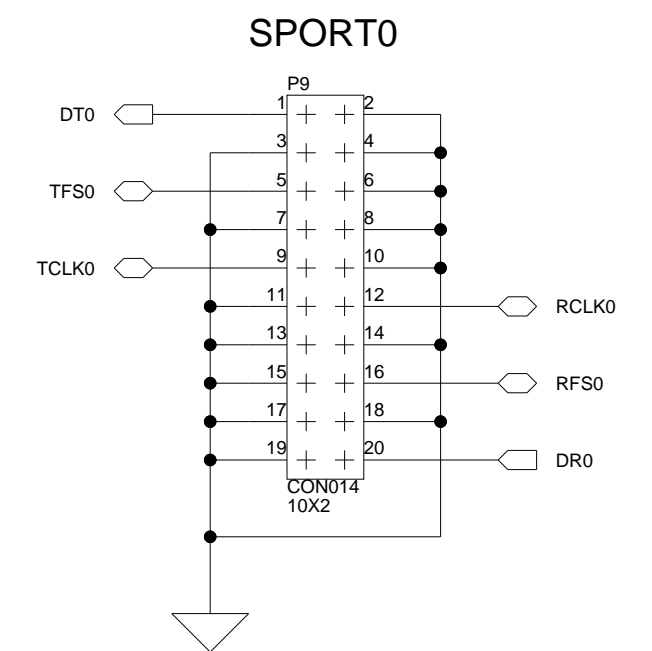 SPORT0
P9
DT0 1 2
3 4
TFS0 5 6
7 8
TCLK0 9 10
11 12 RCLK0
13 14
15 16 RFS0
17 18
19 20 DR0
CON014
10X2